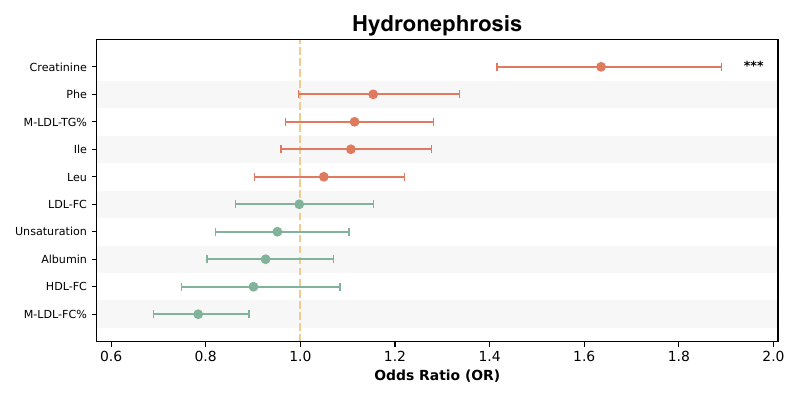 Hydronephrosis
Creatinine
***
Phe
M-LDL-TG%
Ile
Leu
LDL-FC
Unsaturation
Albumin
HDL-FC
M-LDL-FC%
0.6 0.8 1.0 1.2 1.4 1.6 1.8 2.0
Odds Ratio (OR)